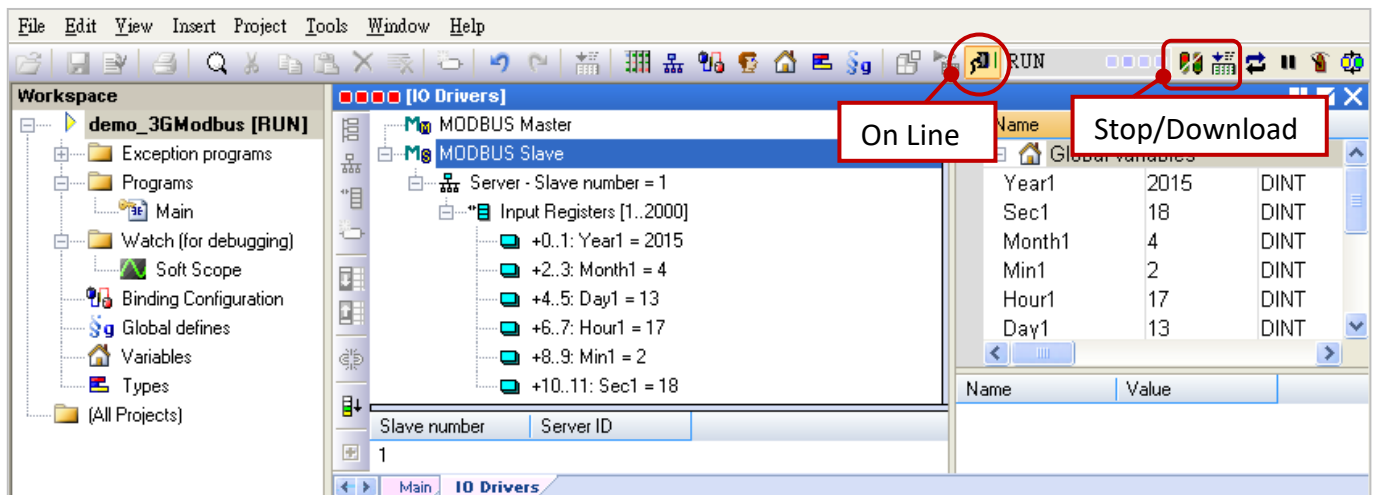 File Edit View Insert Project Tools Window Help
RUN
On Line
Stop/Download
Workspace
demo_3GModbus [RUN]
Exception programs
Programs
Main
Watch (for debugging)
Soft Scope
Binding Configuration
Global defines
Variables
Types
(All Projects)
[IO Drivers]
MODBUS Master
MODBUS Slave
Server - Slave number = 1
Input Registers [1..2000]
+0..1: Year1 = 2015
+2..3: Month1 = 4
+4..5: Day1 = 13
+6..7: Hour1 = 17
+8..9: Min1 = 2
+10..11: Sec1 = 18
Slave number Server ID
1
Main IO Drivers
Name
Global variables
Year1 2015 DINT
Sec1 18 DINT
Month1 4 DINT
Min1 2 DINT
Hour1 17 DINT
Day1 13 DINT
Name Value